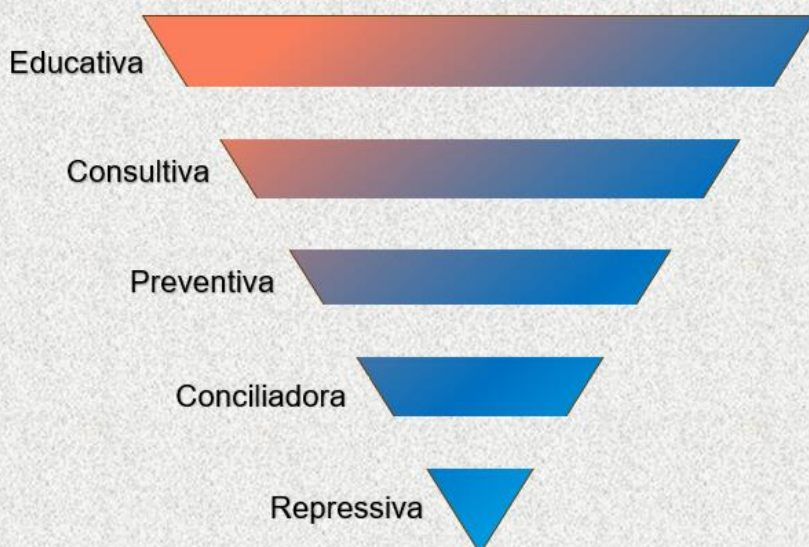 Educativa
Consultiva
Preventiva
Conciliadora
Repressiva